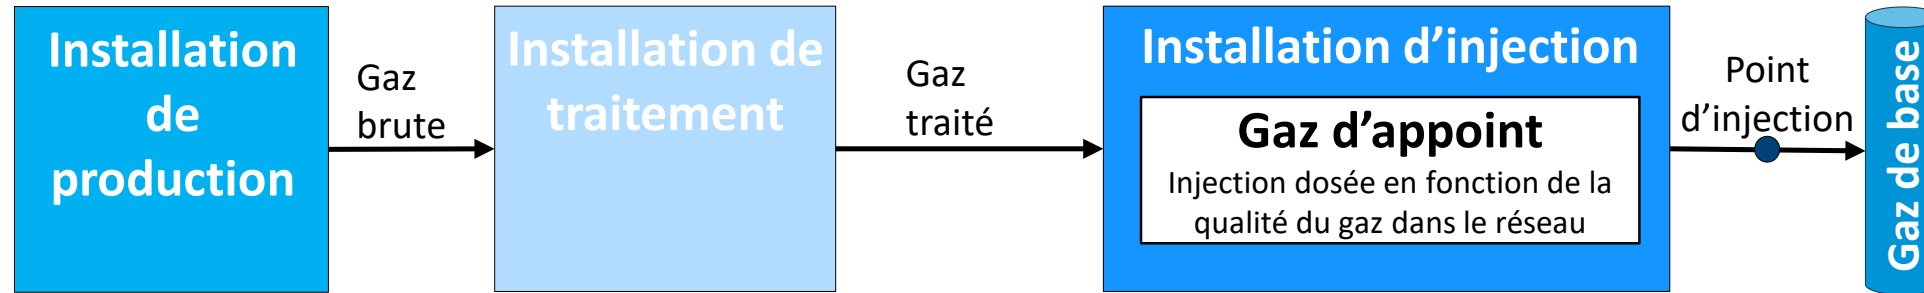 Installation
de
production
Gaz
brute
Installation de
traitement
Gaz
traité
Installation d’injection
Gaz d’appoint
Injection dosée en fonction de la
qualité du gaz dans le réseau
Point
d’injection
Gaz de base